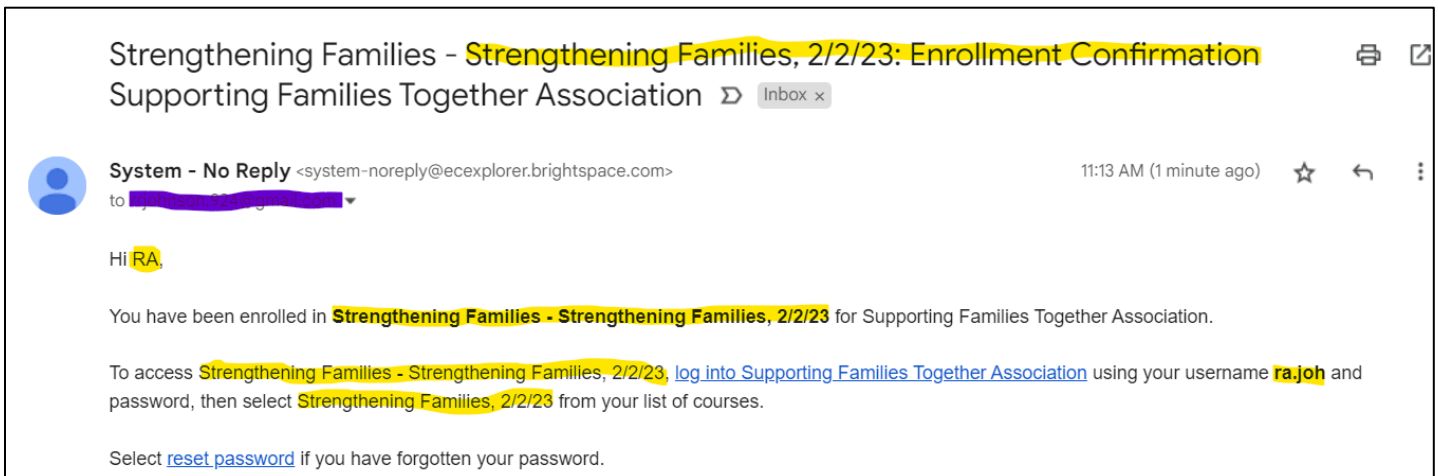 Strengthening Families - Strengthening Families, 2/2/23: Enrollment Confirmation
Supporting Families Together Association Inbox ×
System - No Reply <system-noreply@ecexplorer.brightspace.com> 11:13 AM (1 minute ago)
to
Hi RA,
You have been enrolled in Strengthening Families - Strengthening Families, 2/2/23 for Supporting Families Together Association.
To access Strengthening Families - Strengthening Families, 2/2/23, log into Supporting Families Together Association using your username ra.joh and
password, then select Strengthening Families, 2/2/23 from your list of courses.
Select reset password if you have forgotten your password.